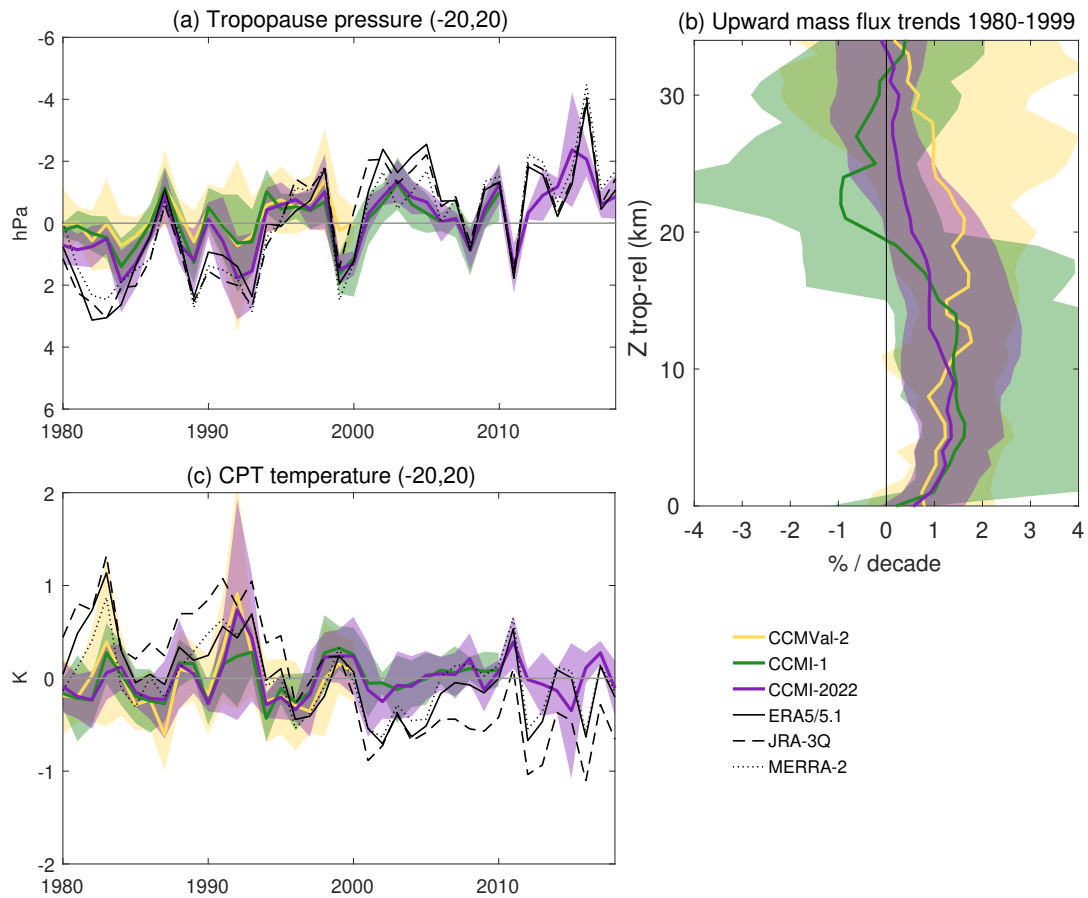 (a) Tropopause pressure (-20,20)
-6
-4
-2
0
2
4
6
hPa
1980
1990
2000
2010
(b) Upward mass flux trends 1980-1999
30
20
10
0
Z trop-rel (km)
-4
-3
-2
-1
0
1
2
3
4
% / decade
(c) CPT temperature (-20,20)
2
1
0
-1
-2
K
1980
1990
2000
2010
CCMVal-2
CCMI-1
CCMI-2022
ERA5/5.1
JRA-3Q
MERRA-2